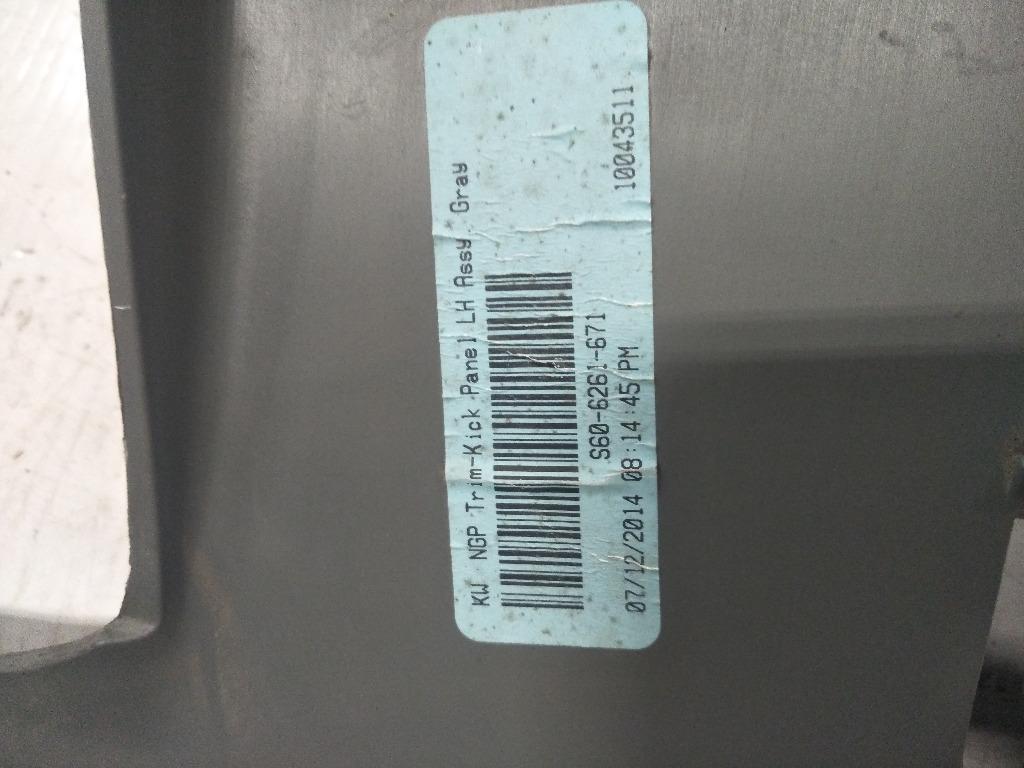 KW NGP Trim-Kick Panel LH Assy. Gray
S60-6261-671
07/12/2014 08:14:45 PM 10043511